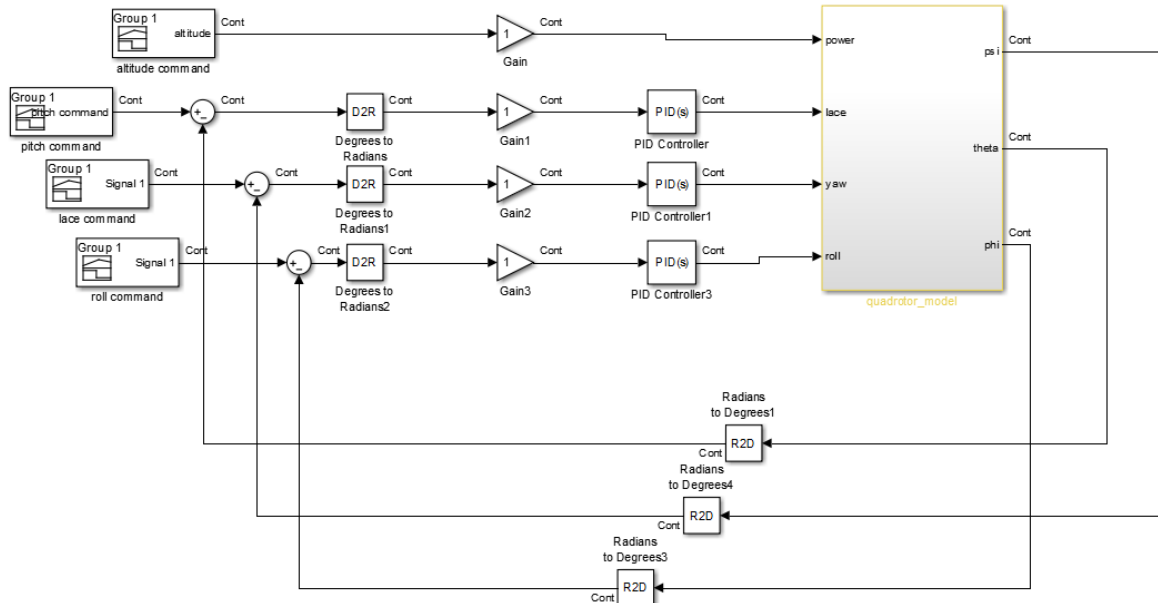 Group 1
altitude
Cont
altitude command
1
Cont
Gain
Group 1
pitch command
Cont
pitch command
+
−
Cont
D2R
Cont
Degrees to
Radians
1
Cont
Gain1
PID(s)
Cont
PID Controller
Group 1
Signal 1
Cont
lace command
+
−
Cont
D2R
Cont
Degrees to
Radians1
1
Cont
Gain2
PID(s)
Cont
PID Controller1
Group 1
Signal 1
Cont
roll command
+
−
Cont
D2R
Cont
Degrees to
Radians2
1
Cont
Gain3
PID(s)
Cont
PID Controller3
power
lace
yaw
roll
psi
Cont
theta
Cont
phi
Cont
quadrotor_model
Radians
to Degrees1
R2D
Cont
Radians
to Degrees4
R2D
Cont
Radians
to Degrees3
R2D
Cont